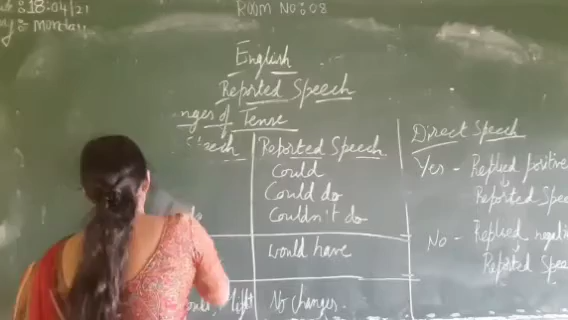 18:04/21
Room No:08
Monday
English
Reported Speech
nges of Tense
Speech
Reported Speech
Could
Could do
Couldn't do
would have
No changes.
Direct Speech
Yes - Replied positive
Reported Spee
No - Replied negati
Reported Spee